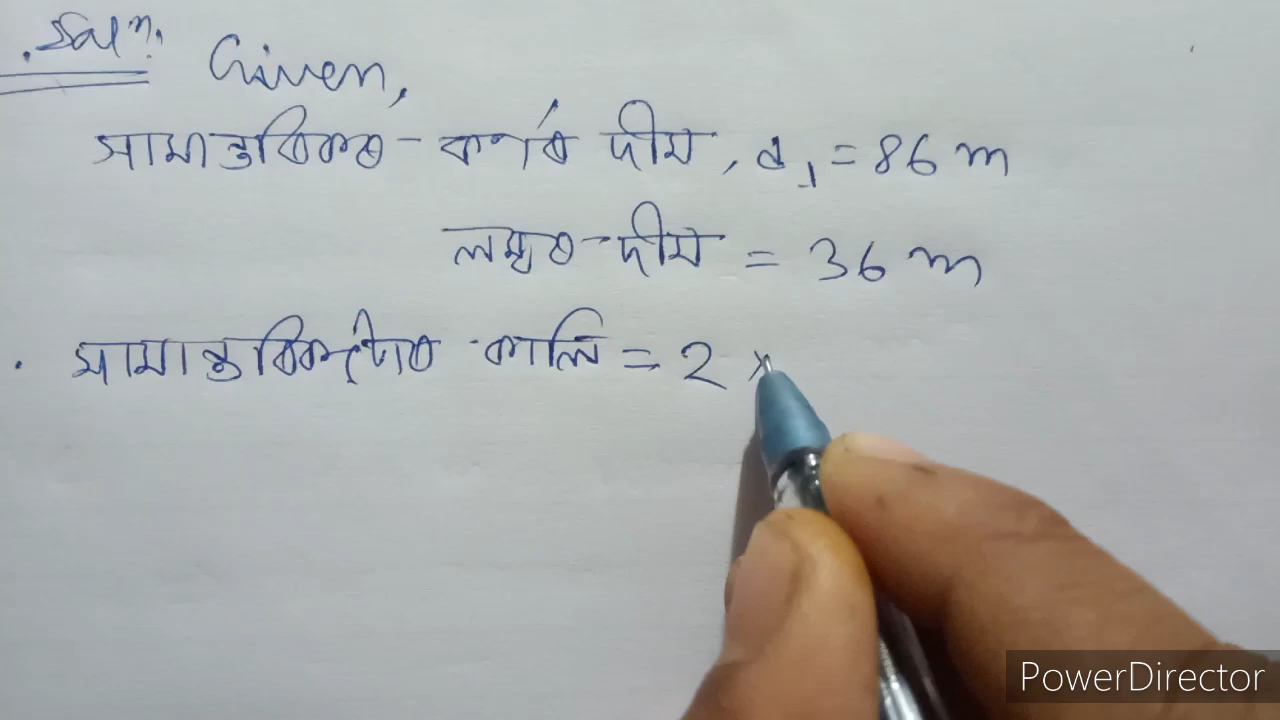 Solⁿ.
Given,
সামান্তৰিকৰ কৰ্ণৰ দীঘ, d₁ = 86 m
লম্বৰ দীঘ = 36 m
সামান্তৰিকটোৰ কালি = 2 ×
PowerDirector